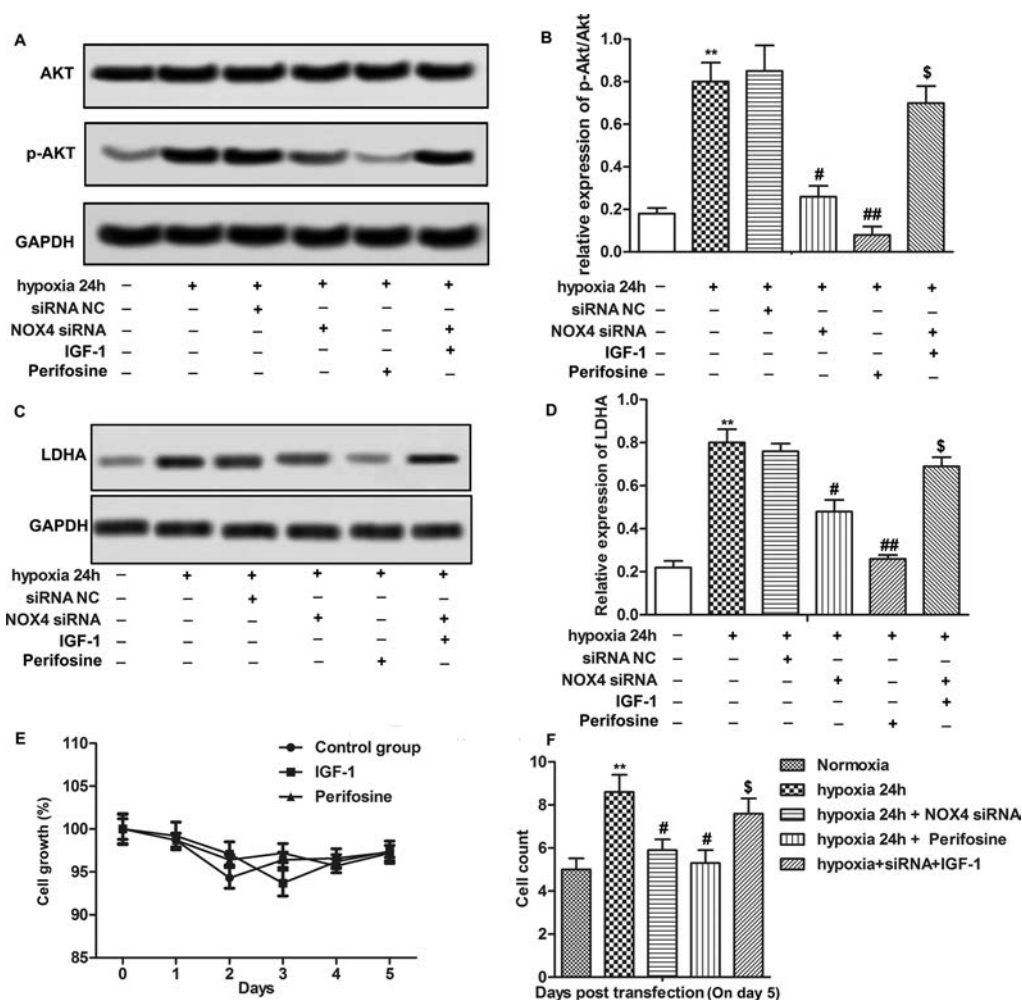 A
AKT
p-AKT
GAPDH
hypoxia 24h – + + + + +
siRNA NC – – + – – –
NOX4 siRNA – – – + – +
IGF-1 – – – – – +
Perifosine – – – – + –
B
relative expression of p-Akt/Akt
1.0
0.8
0.6
0.4
0.2
0.0
**
#
##
$
hypoxia 24h – + + + + +
siRNA NC – – + – – –
NOX4 siRNA – – – + – +
IGF-1 – – – – – +
Perifosine – – – – + –
C
LDHA
GAPDH
hypoxia 24h – + + + + +
siRNA NC – – + – – –
NOX4 siRNA – – – + – +
IGF-1 – – – – – +
Perifosine – – – – + –
D
Relative expression of LDHA
1.0
0.8
0.6
0.4
0.2
0.0
**
#
##
$
hypoxia 24h – + + + + +
siRNA NC – – + – – –
NOX4 siRNA – – – + – +
IGF-1 – – – – – +
Perifosine – – – – + –
E
Cell growth (%)
110
105
100
95
90
85
0 1 2 3 4 5
Days
Control group
IGF-1
Perifosine
F
Cell count
10
8
6
4
2
0
**
#
#
$
Days post transfection (On day 5)
Normoxia
hypoxia 24h
hypoxia 24h + NOX4 siRNA
hypoxia 24h + Perifosine
hypoxia+siRNA+IGF-1